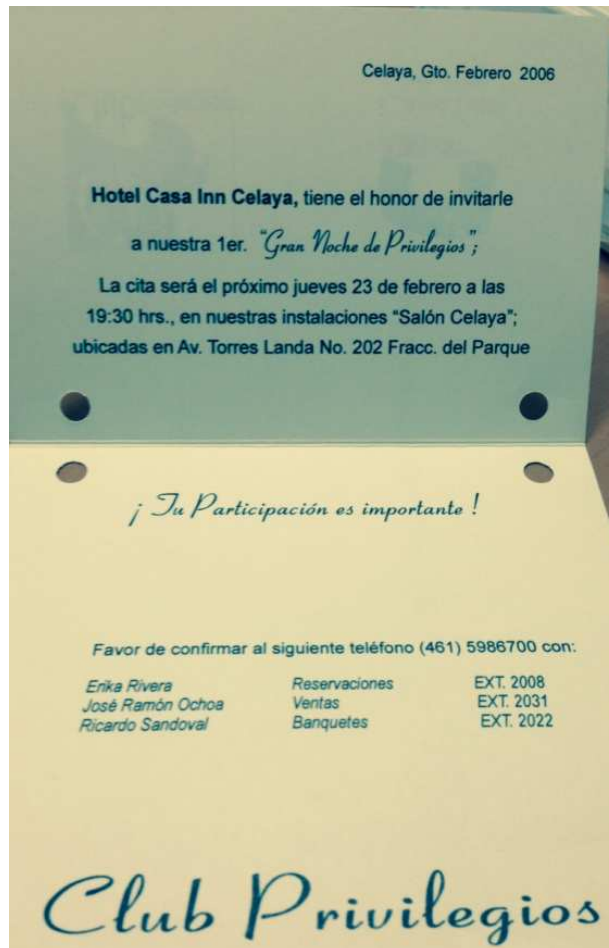 Celaya, Gto. Febrero 2006
Hotel Casa Inn Celaya, tiene el honor de invitarle
a nuestra 1er. "Gran Noche de Privilegios";
La cita será el próximo jueves 23 de febrero a las
19:30 hrs., en nuestras instalaciones "Salón Celaya";
ubicadas en Av. Torres Landa No. 202 Fracc. del Parque
¡ Tu Participación es importante !
Favor de confirmar al siguiente teléfono (461) 5986700 con:
Erika Rivera Reservaciones EXT. 2008
José Ramón Ochoa Ventas EXT. 2031
Ricardo Sandoval Banquetes EXT. 2022
Club Privilegios